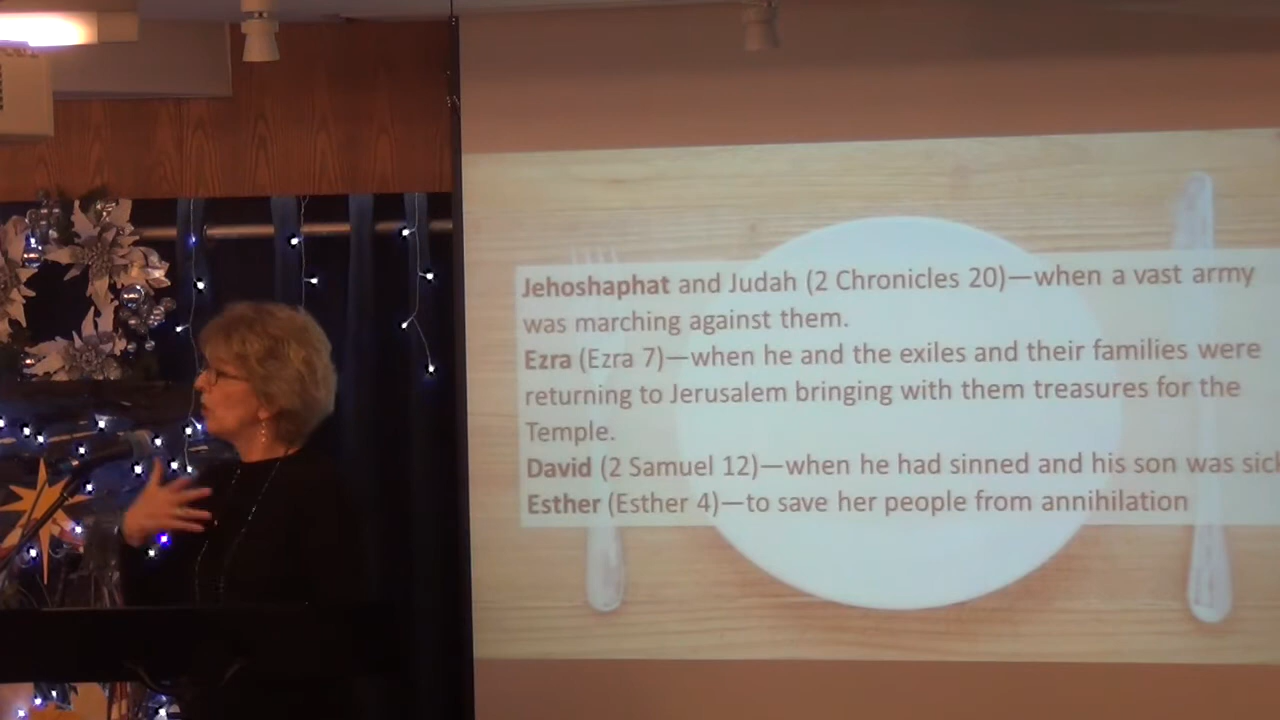 Jehoshaphat and Judah (2 Chronicles 20)—when a vast army
was marching against them.
Ezra (Ezra 7)—when he and the exiles and their families were
returning to Jerusalem bringing with them treasures for the
Temple.
David (2 Samuel 12)—when he had sinned and his son was sick
Esther (Esther 4)—to save her people from annihilation